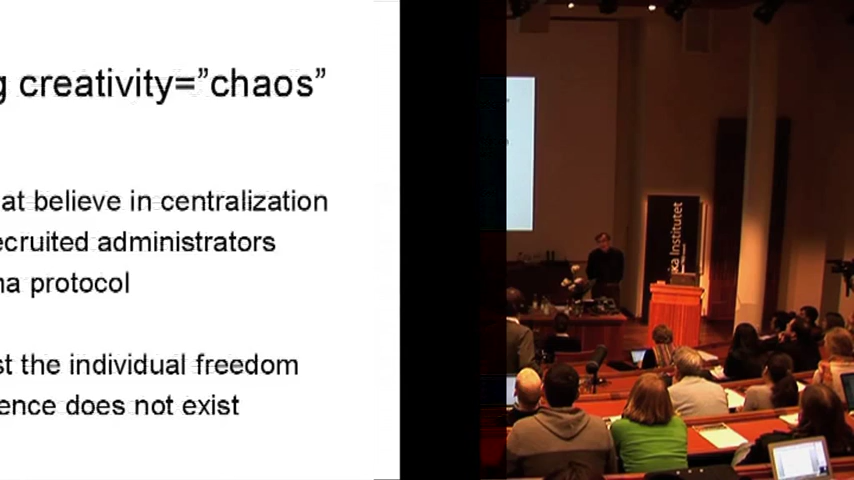 g creativity="chaos"
at believe in centralization
ecruited administrators
na protocol
st the individual freedom
ence does not exist
ka Institutet